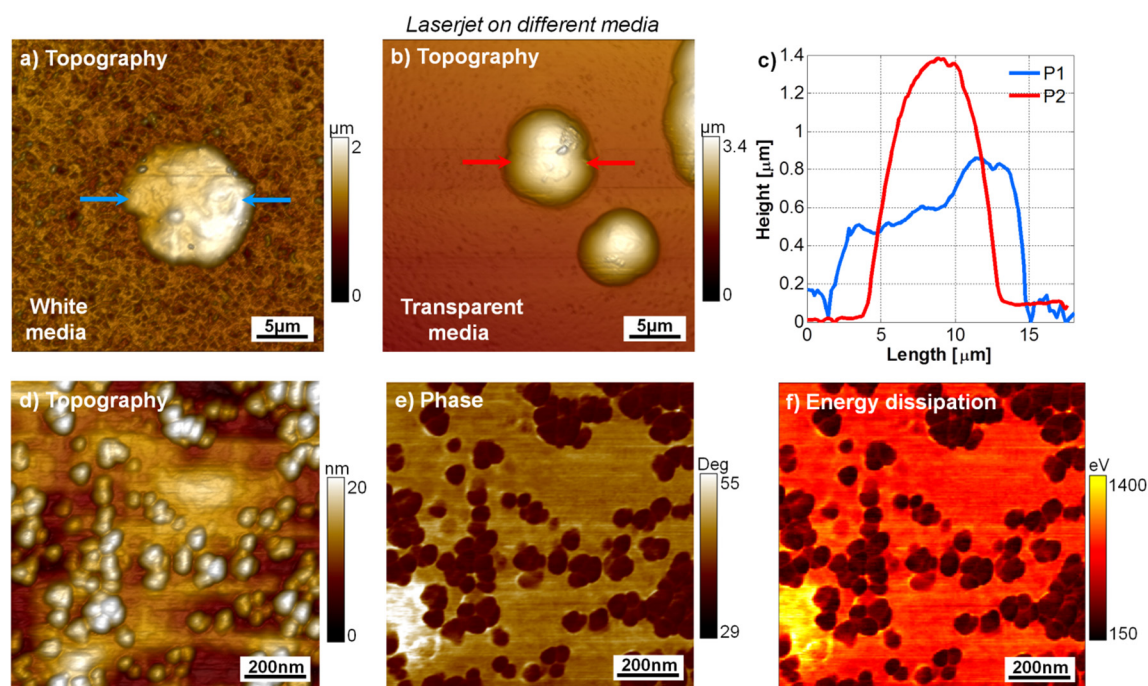 Laserjet on different media
a) Topography
White
media
5µm
µm
2
0
b) Topography
Transparent
media
5µm
µm
3.4
0
c)
P1
P2
Height [µm]
1.4
1.2
1
0.8
0.6
0.4
0.2
0
0 5 10 15
Length [µm]
d) Topography
200nm
nm
20
0
e) Phase
200nm
Deg
55
29
f) Energy dissipation
200nm
eV
1400
150